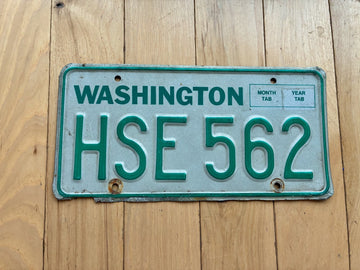 WASHINGTON
MONTH TAB
YEAR TAB
HSE 562